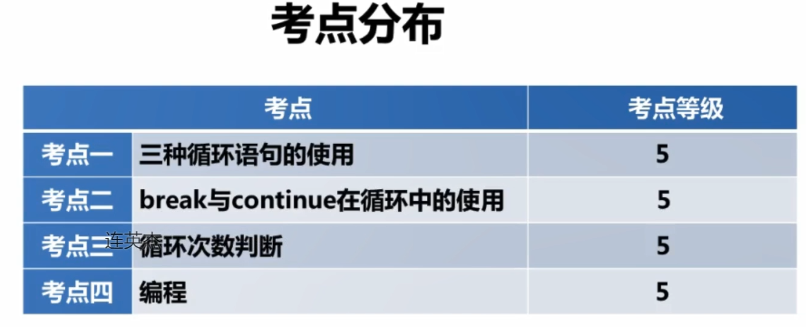 考点分布
考点 考点等级
考点一 三种循环语句的使用 5
考点二 break与continue在循环中的使用 5
考点三 循环次数判断 5
考点四 编程 5